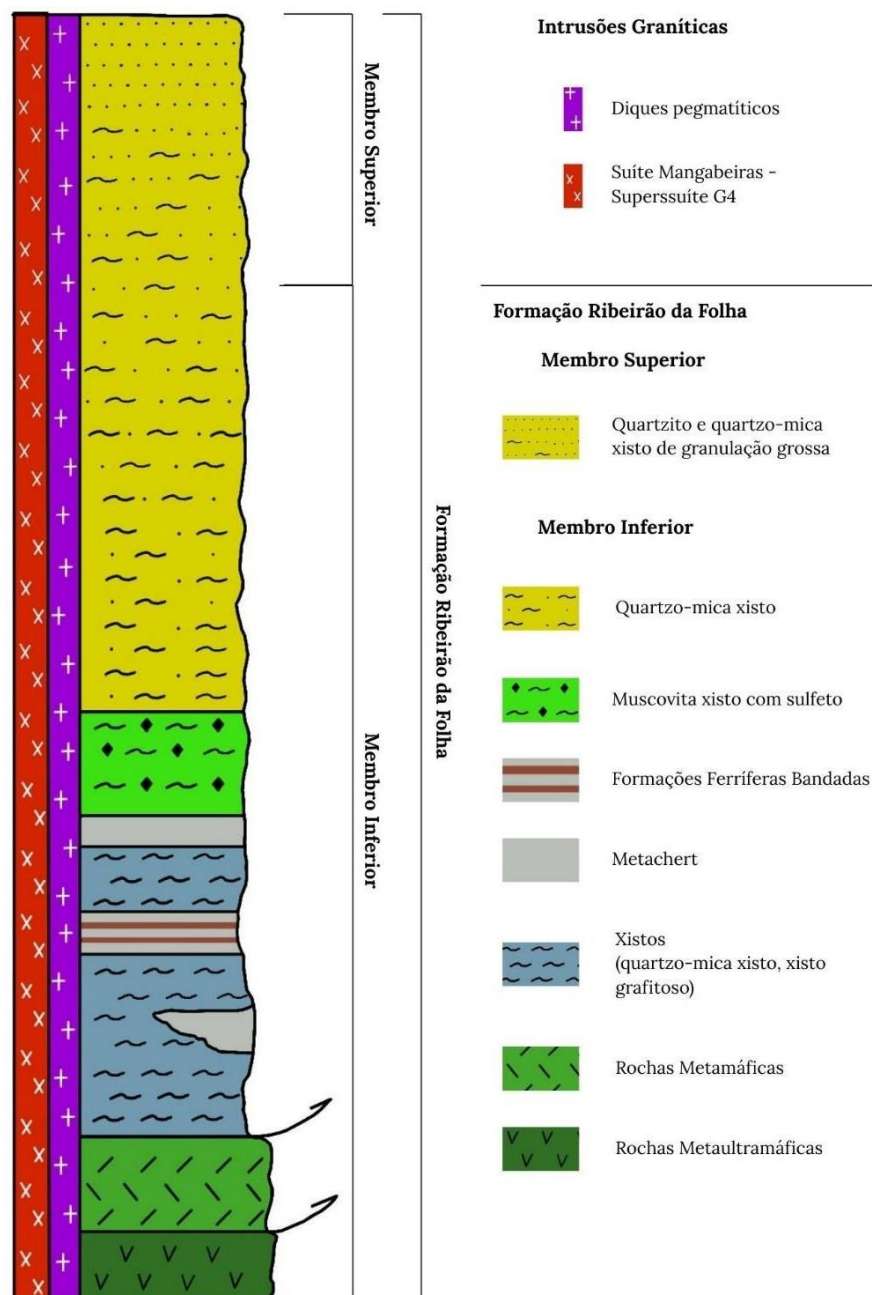 Membro Superior
Membro Inferior
Formação Ribeirão da Folha
Intrusões Graníticas
Diques pegmatíticos
Suíte Mangabeiras -
Superssuíte G4
Formação Ribeirão da Folha
Membro Superior
Quartzito e quartzo-mica
xisto de granulação grossa
Membro Inferior
Quartzo-mica xisto
Muscovita xisto com sulfeto
Formações Ferríferas Bandadas
Metachert
Xistos
(quartzo-mica xisto, xisto
grafitoso)
Rochas Metamáficas
Rochas Metaultramáficas